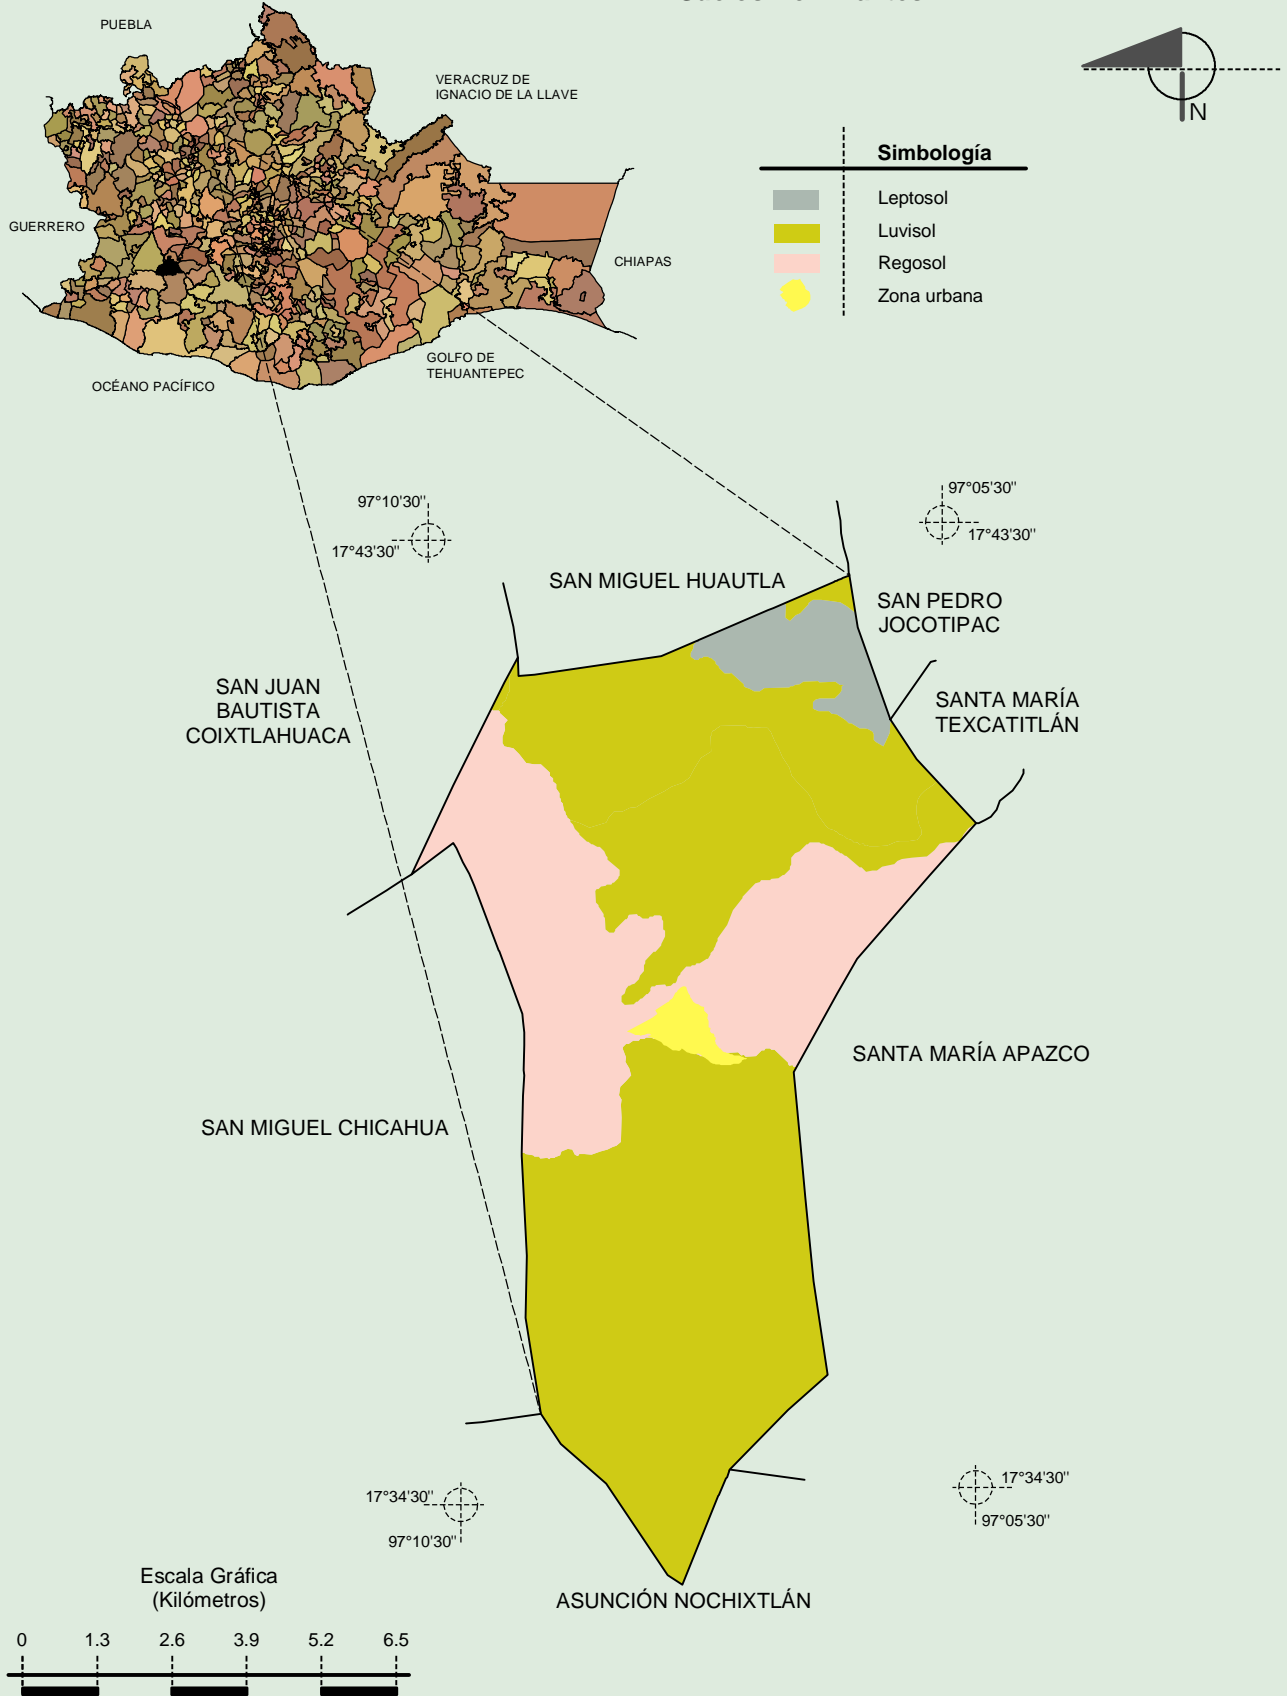 PUEBLA
VERACRUZ DE
IGNACIO DE LA LLAVE
GUERRERO
CHIAPAS
GOLFO DE
TEHUANTEPEC
OCÉANO PACÍFICO
N
Simbología
Leptosol
Luvisol
Regosol
Zona urbana
97°10'30"
17°43'30"
97°05'30"
17°43'30"
SAN MIGUEL HUAUTLA
SAN PEDRO
JOCOTIPAC
SAN JUAN
BAUTISTA
COIXTLAHUACA
SANTA MARÍA
TEXCATITLÁN
SANTA MARÍA APAZCO
SAN MIGUEL CHICAHUA
17°34'30"
97°10'30"
17°34'30"
97°05'30"
ASUNCIÓN NOCHIXTLÁN
Escala Gráfica
(Kilómetros)
0 1.3 2.6 3.9 5.2 6.5